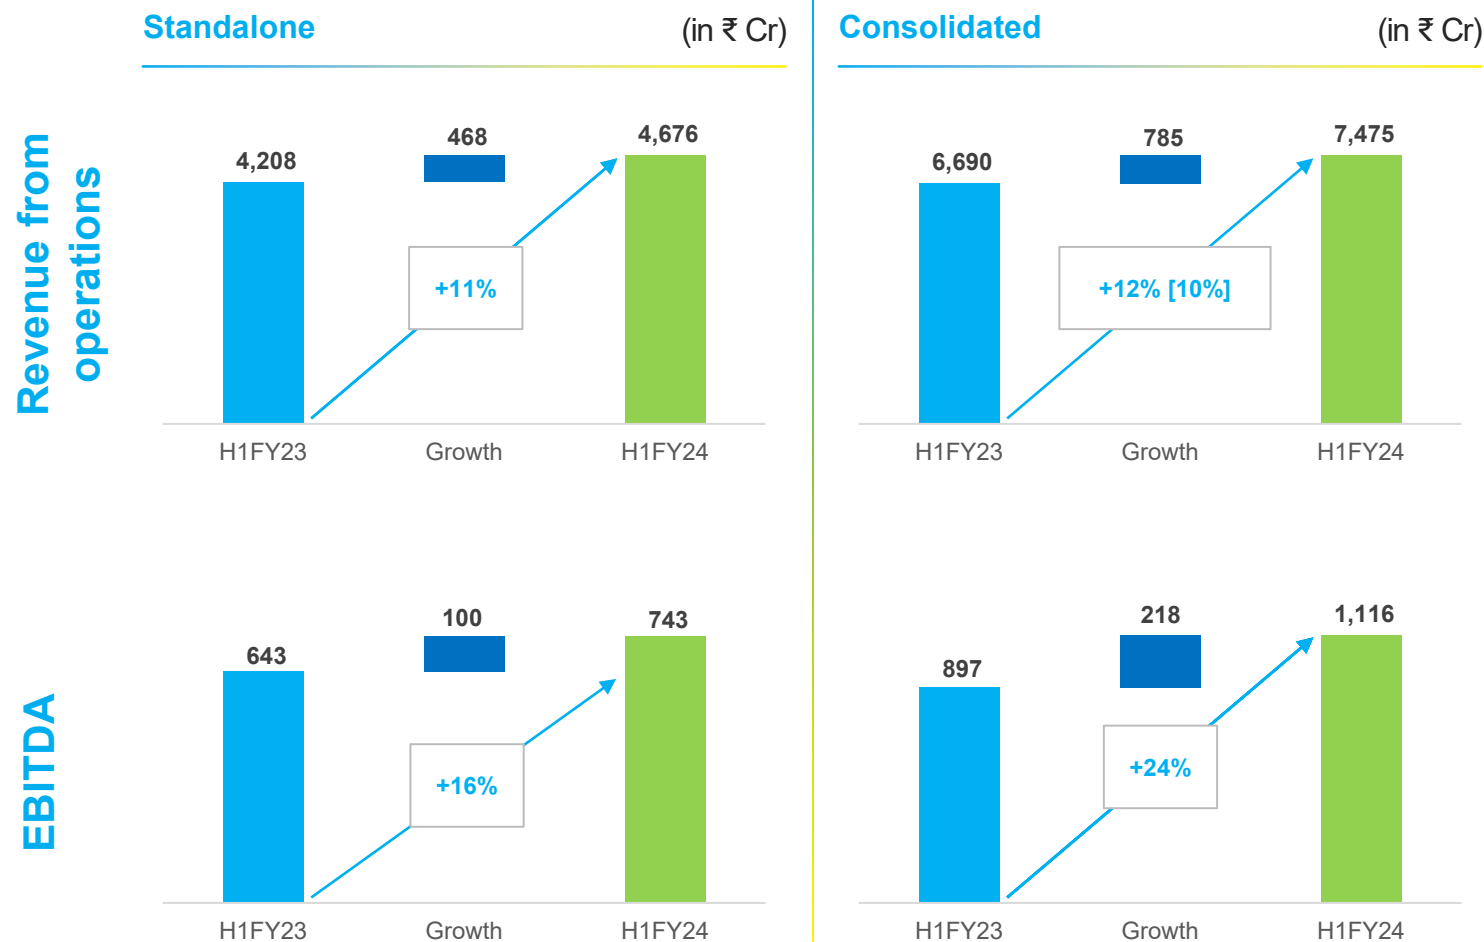 Standalone
(in ₹ Cr)
Consolidated
(in ₹ Cr)
Revenue from
operations
4,208
468
4,676
+11%
H1FY23
Growth
H1FY24
6,690
785
7,475
+12% [10%]
H1FY23
Growth
H1FY24
EBITDA
643
100
743
+16%
H1FY23
Growth
H1FY24
897
218
1,116
+24%
H1FY23
Growth
H1FY24